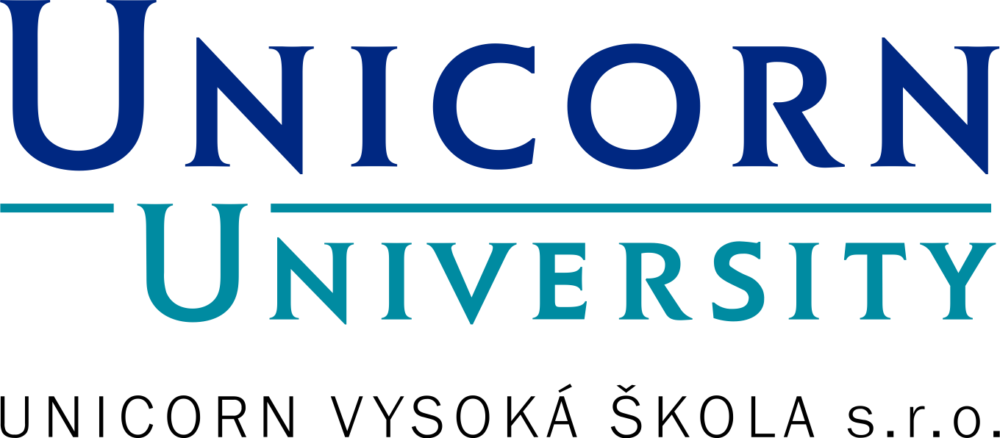 UNICORN
UNIVERSITY
UNICORN VYSOKÁ ŠKOLA s.r.o.